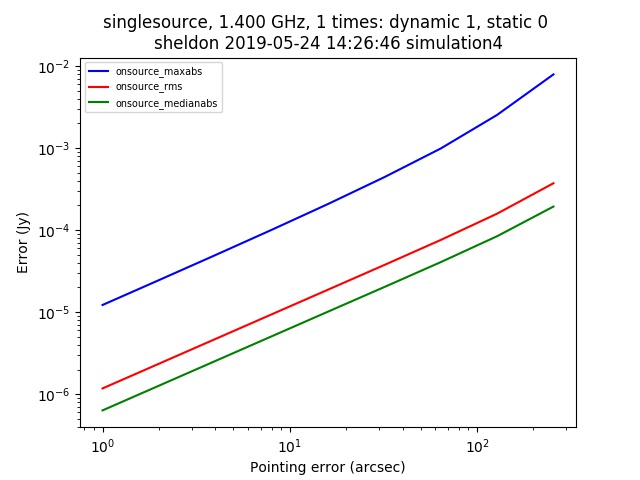 singlesource, 1.400 GHz, 1 times: dynamic 1, static 0
sheldon 2019-05-24 14:26:46 simulation4
onsource_maxabs
onsource_rms
onsource_medianabs
Error (Jy)
10⁻²
10⁻³
10⁻⁴
10⁻⁵
10⁻⁶
10⁰ 10¹ 10²
Pointing error (arcsec)